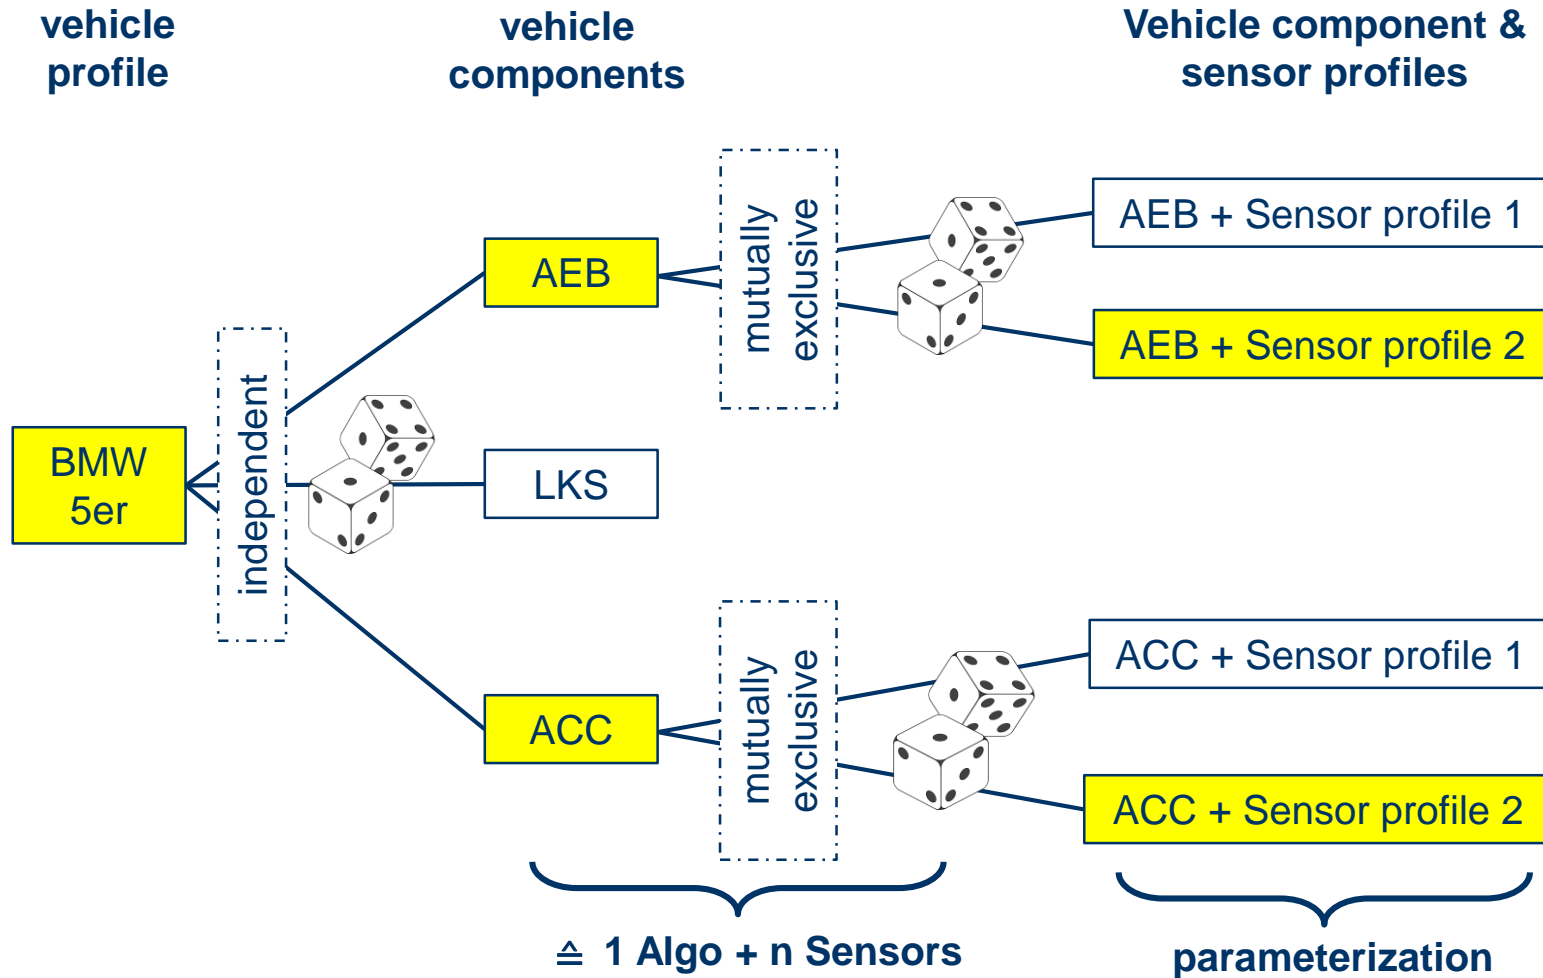 vehicle
profile
vehicle
components
Vehicle component &
sensor profiles
independent
mutually
exclusive
AEB
AEB + Sensor profile 1
AEB + Sensor profile 2
BMW
5er
LKS
mutually
exclusive
ACC
ACC + Sensor profile 1
ACC + Sensor profile 2
≙ 1 Algo + n Sensors
parameterization